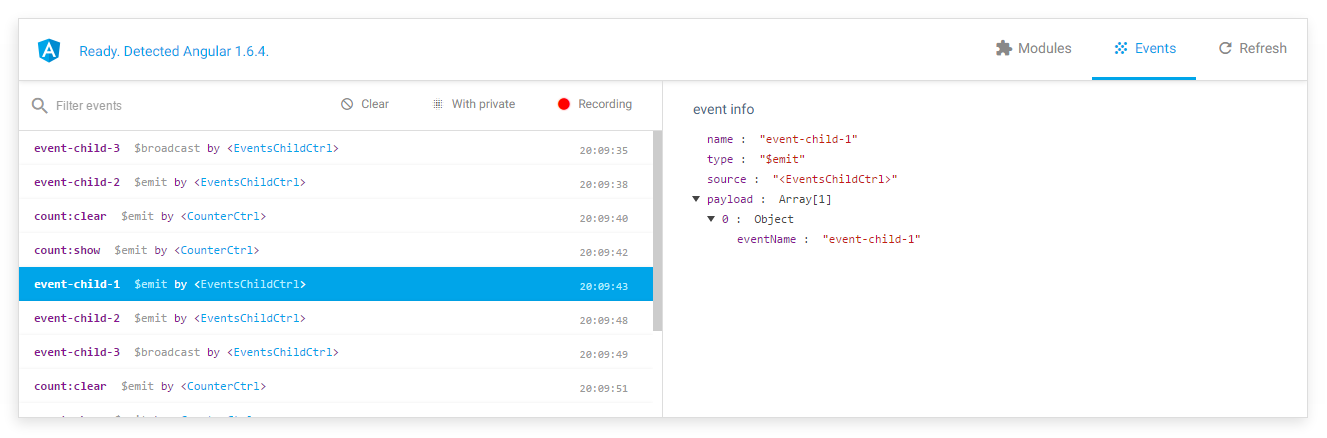 Ready. Detected Angular 1.6.4.
Modules
Events
Refresh
Filter events
Clear
With private
Recording
event-child-3 $broadcast by <EventsChildCtrl> 20:09:35
event-child-2 $emit by <EventsChildCtrl> 20:09:38
count:clear $emit by <CounterCtrl> 20:09:40
count:show $emit by <CounterCtrl> 20:09:42
event-child-1 $emit by <EventsChildCtrl> 20:09:43
event-child-2 $emit by <EventsChildCtrl> 20:09:48
event-child-3 $broadcast by <EventsChildCtrl> 20:09:49
count:clear $emit by <CounterCtrl> 20:09:51
event info
name : "event-child-1"
type : "$emit"
source : "<EventsChildCtrl>"
payload : Array[1]
0 : Object
eventName : "event-child-1"